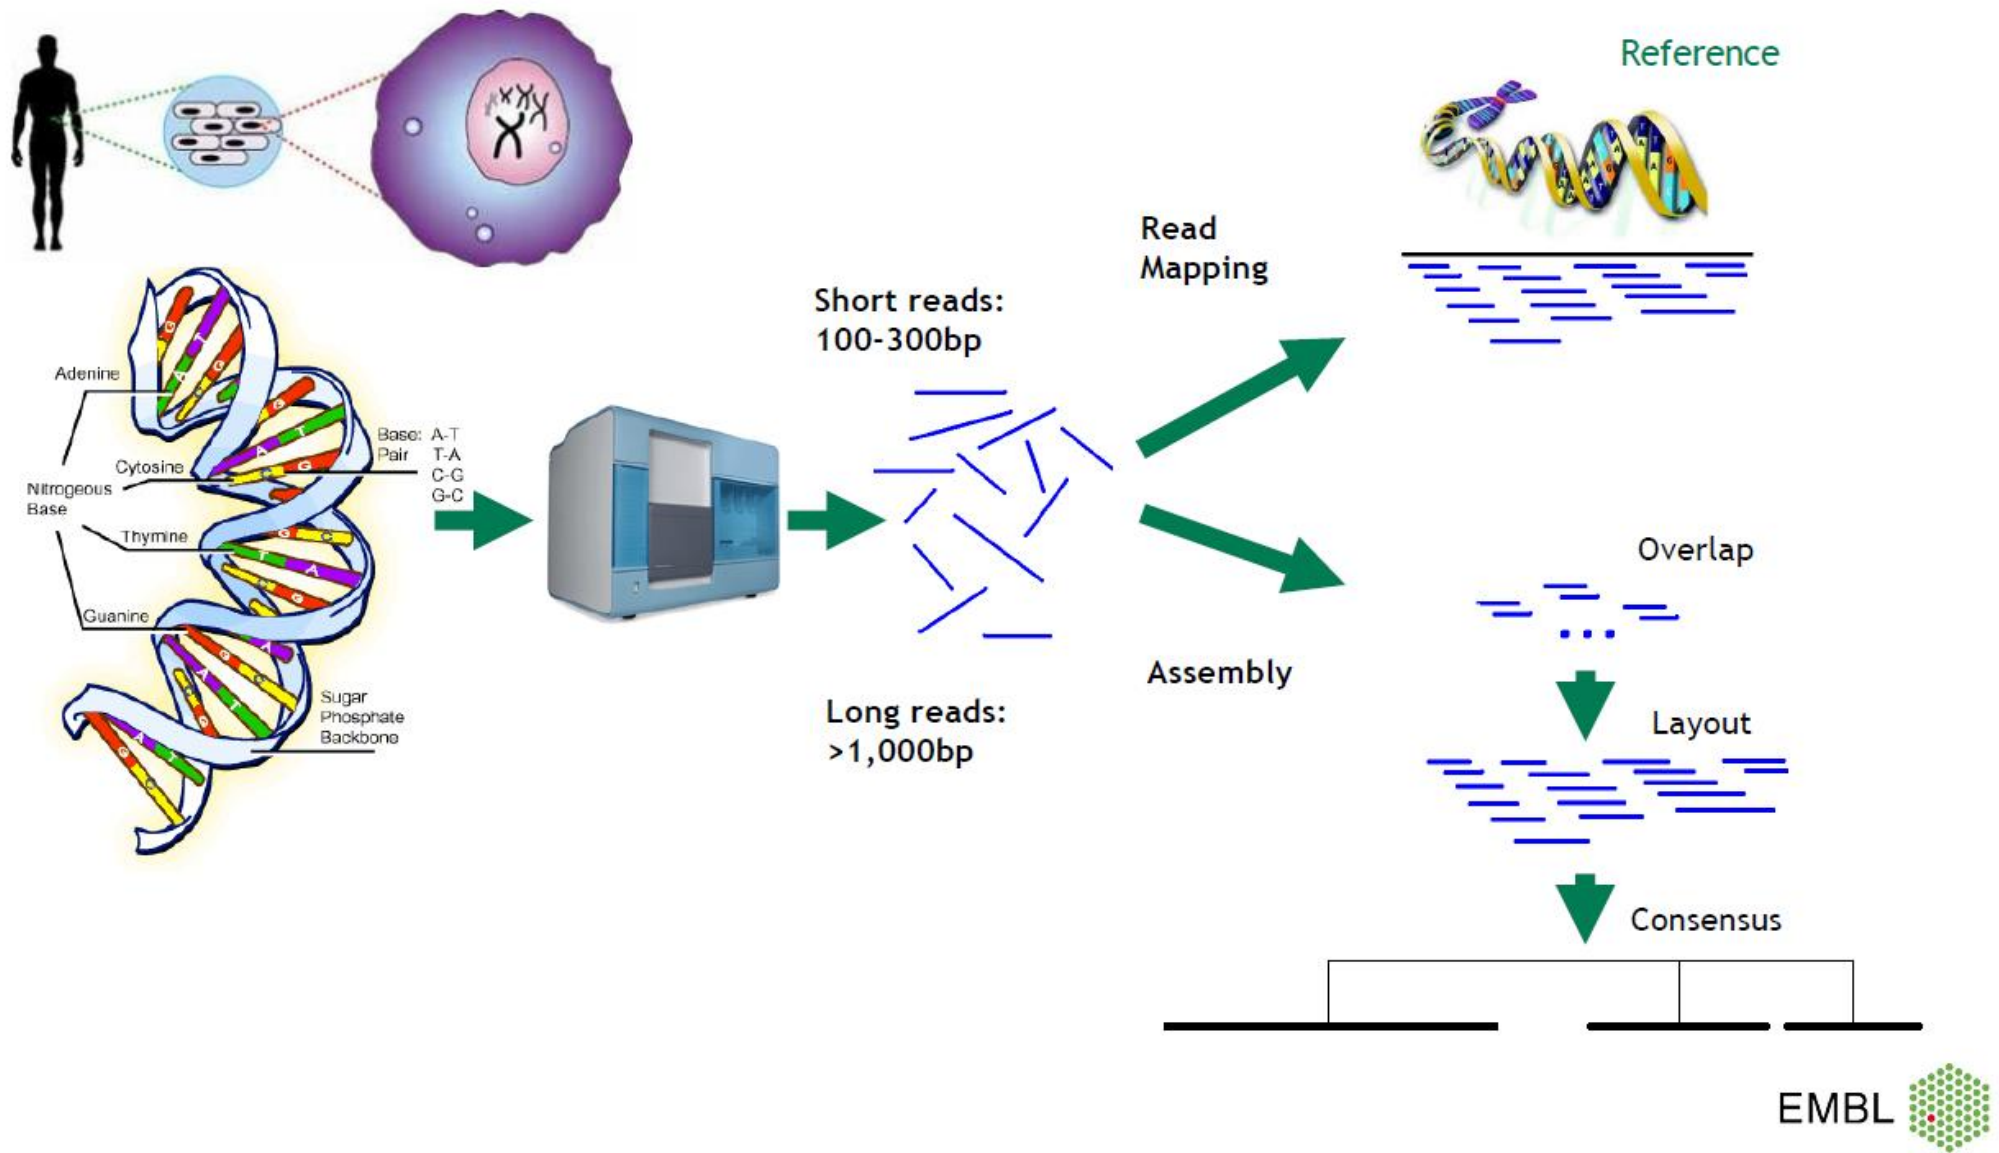 Reference
Read
Mapping
Short reads:
100-300bp
Adenine
Base: A-T
Pair T-A
C-G
G-C
Cytosine
Nitrogeous
Base
Thymine
Guanine
Sugar
Phosphate
Backbone
Long reads:
>1,000bp
Assembly
Overlap
Layout
Consensus
EMBL